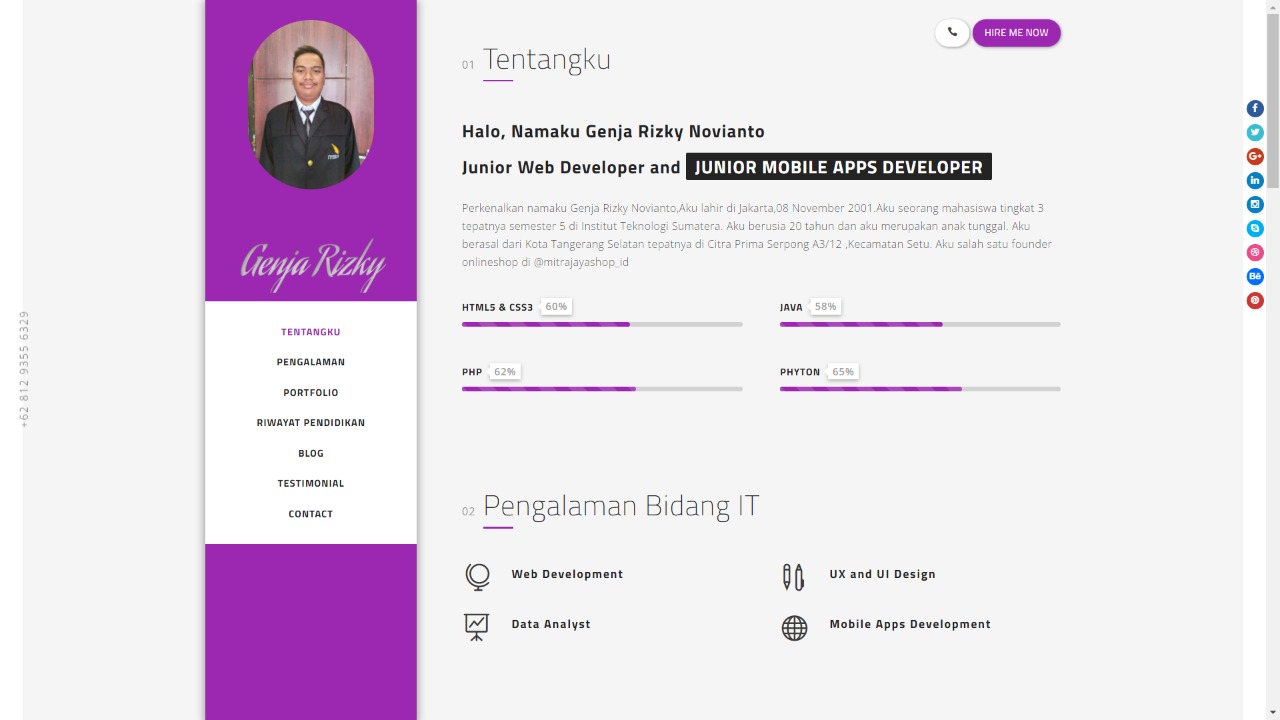 HIRE ME NOW
01 Tentangku
Halo, Namaku Genja Rizky Novianto
Junior Web Developer and JUNIOR MOBILE APPS DEVELOPER
Perkenalkan namaku Genja Rizky Novianto,Aku lahir di Jakarta,08 November 2001.Aku seorang mahasiswa tingkat 3
tepatnya semester 5 di Institut Teknologi Sumatera. Aku berusia 20 tahun dan aku merupakan anak tunggal. Aku
berasal dari Kota Tangerang Selatan tepatnya di Citra Prima Serpong A3/12 ,Kecamatan Setu. Aku salah satu founder
onlineshop di @mitrajayashop_id
HTML5 & CSS3 60%
JAVA 58%
PHP 62%
PHYTON 65%
02 Pengalaman Bidang IT
Web Development
UX and UI Design
Data Analyst
Mobile Apps Development
Genja Rizky
TENTANGKU
PENGALAMAN
PORTFOLIO
RIWAYAT PENDIDIKAN
BLOG
TESTIMONIAL
CONTACT
+62 812 9355 6329